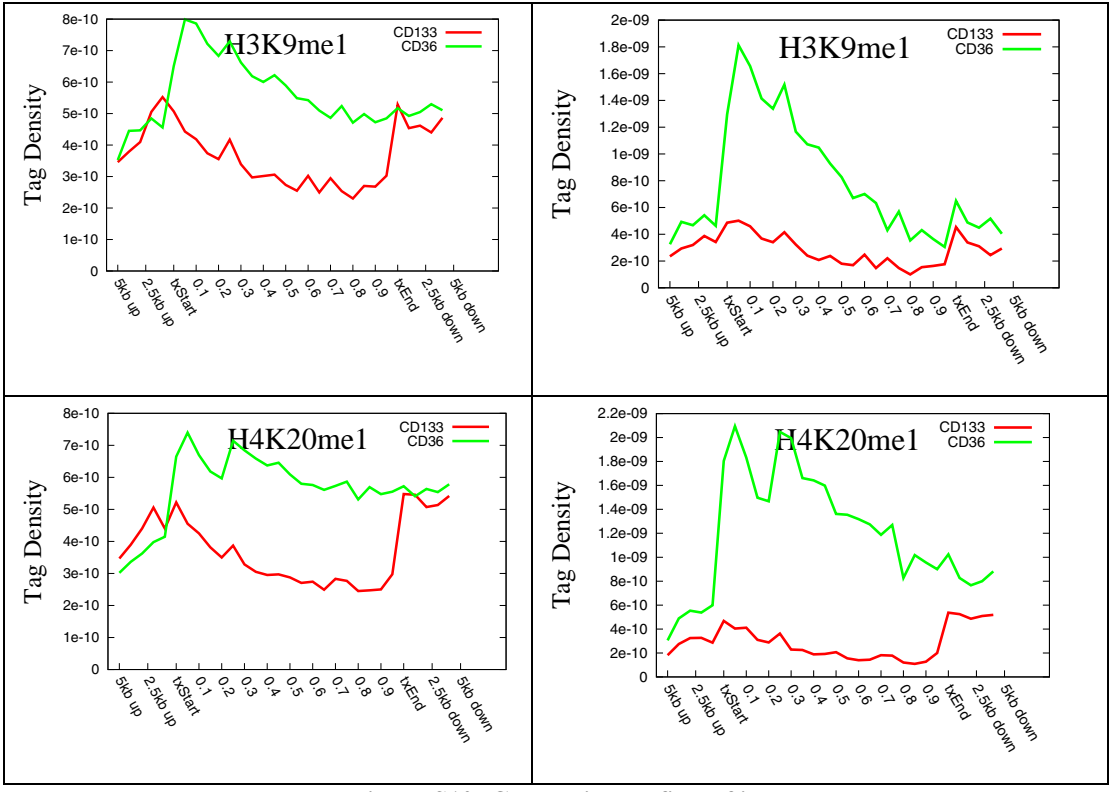 8e-10
7e-10
6e-10
5e-10
4e-10
3e-10
2e-10
1e-10
0
Tag Density
H3K9me1
CD133
CD36
5kb up
2.5kb up
txStart
0.1
0.2
0.3
0.4
0.5
0.6
0.7
0.8
0.9
txEnd
2.5kb down
5kb down
2e-09
1.8e-09
1.6e-09
1.4e-09
1.2e-09
1e-09
8e-10
6e-10
4e-10
2e-10
0
Tag Density
H3K9me1
CD133
CD36
5kb up
2.5kb up
txStart
0.1
0.2
0.3
0.4
0.5
0.6
0.7
0.8
0.9
txEnd
2.5kb down
5kb down
8e-10
7e-10
6e-10
5e-10
4e-10
3e-10
2e-10
1e-10
0
Tag Density
H4K20me1
CD133
CD36
5kb up
2.5kb up
txStart
0.1
0.2
0.3
0.4
0.5
0.6
0.7
0.8
0.9
txEnd
2.5kb down
5kb down
2.2e-09
2e-09
1.8e-09
1.6e-09
1.4e-09
1.2e-09
1e-09
8e-10
6e-10
4e-10
2e-10
0
Tag Density
H4K20me1
CD133
CD36
5kb up
2.5kb up
txStart
0.1
0.2
0.3
0.4
0.5
0.6
0.7
0.8
0.9
txEnd
2.5kb down
5kb down